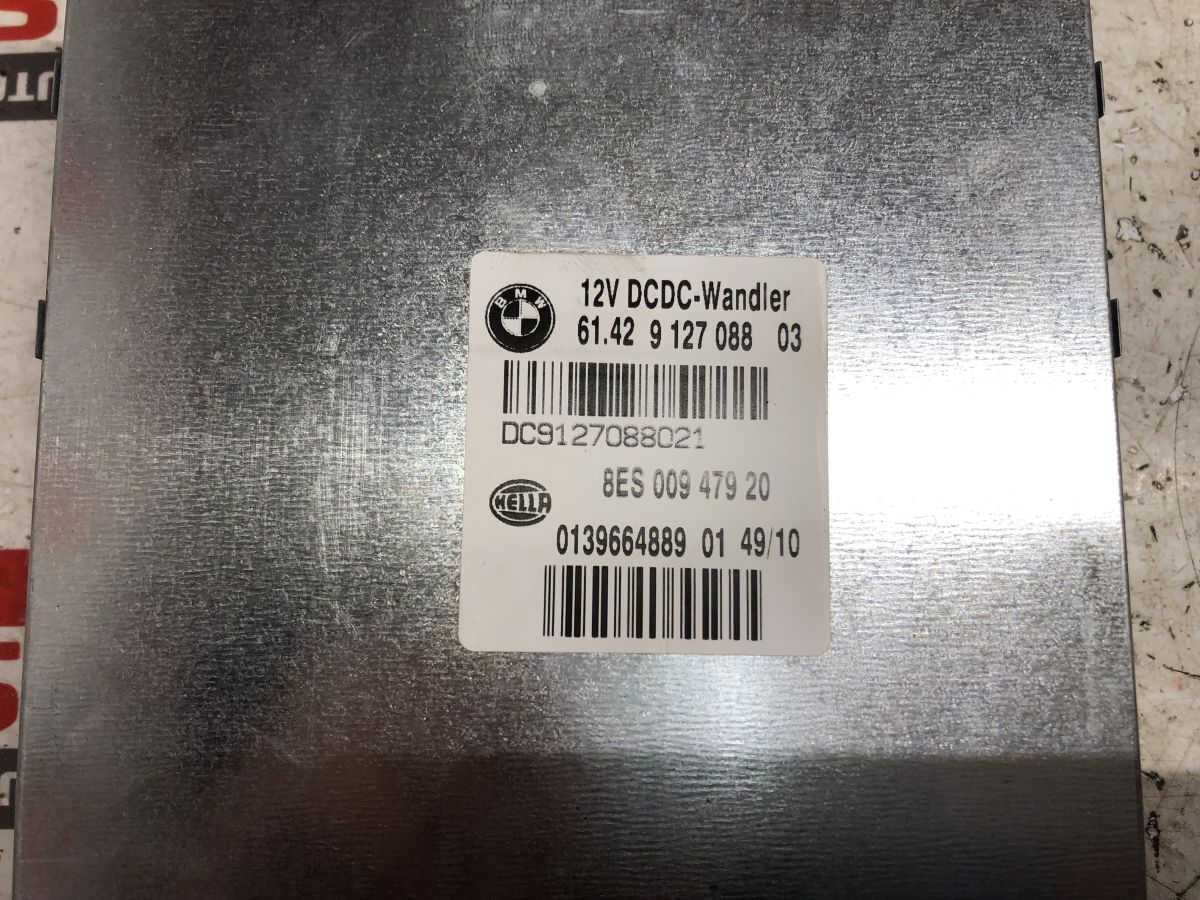 BMW
12V DCDC-Wandler
61.42 9 127 088 03
DC9127088021
8ES 009 479 20
HELLA
0139664889 01 49/10